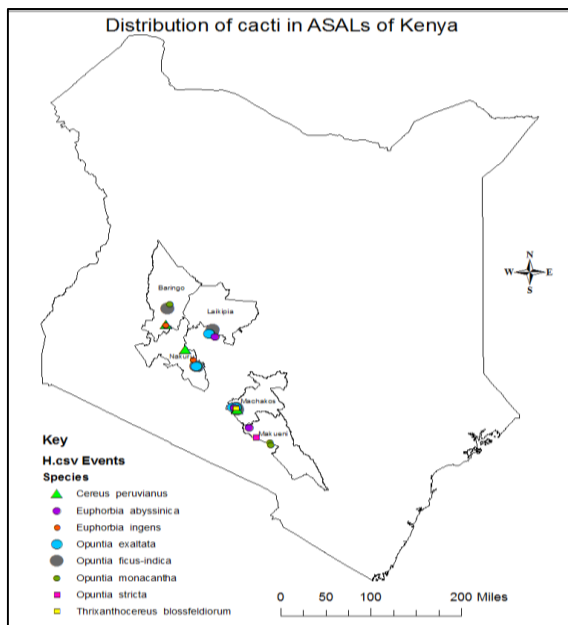 Distribution of cacti in ASALs of Kenya
N
W E
S
Baringo
Laikipia
Nakuru
Machakos
Makueni
Key
H.csv Events
Species
Cereus peruvianus
Euphorbia abyssinica
Euphorbia ingens
Opuntia exaltata
Opuntia ficus-indica
Opuntia monacantha
Opuntia stricta
Thrixanthocereus blossfeldiorum
0 50 100 200 Miles